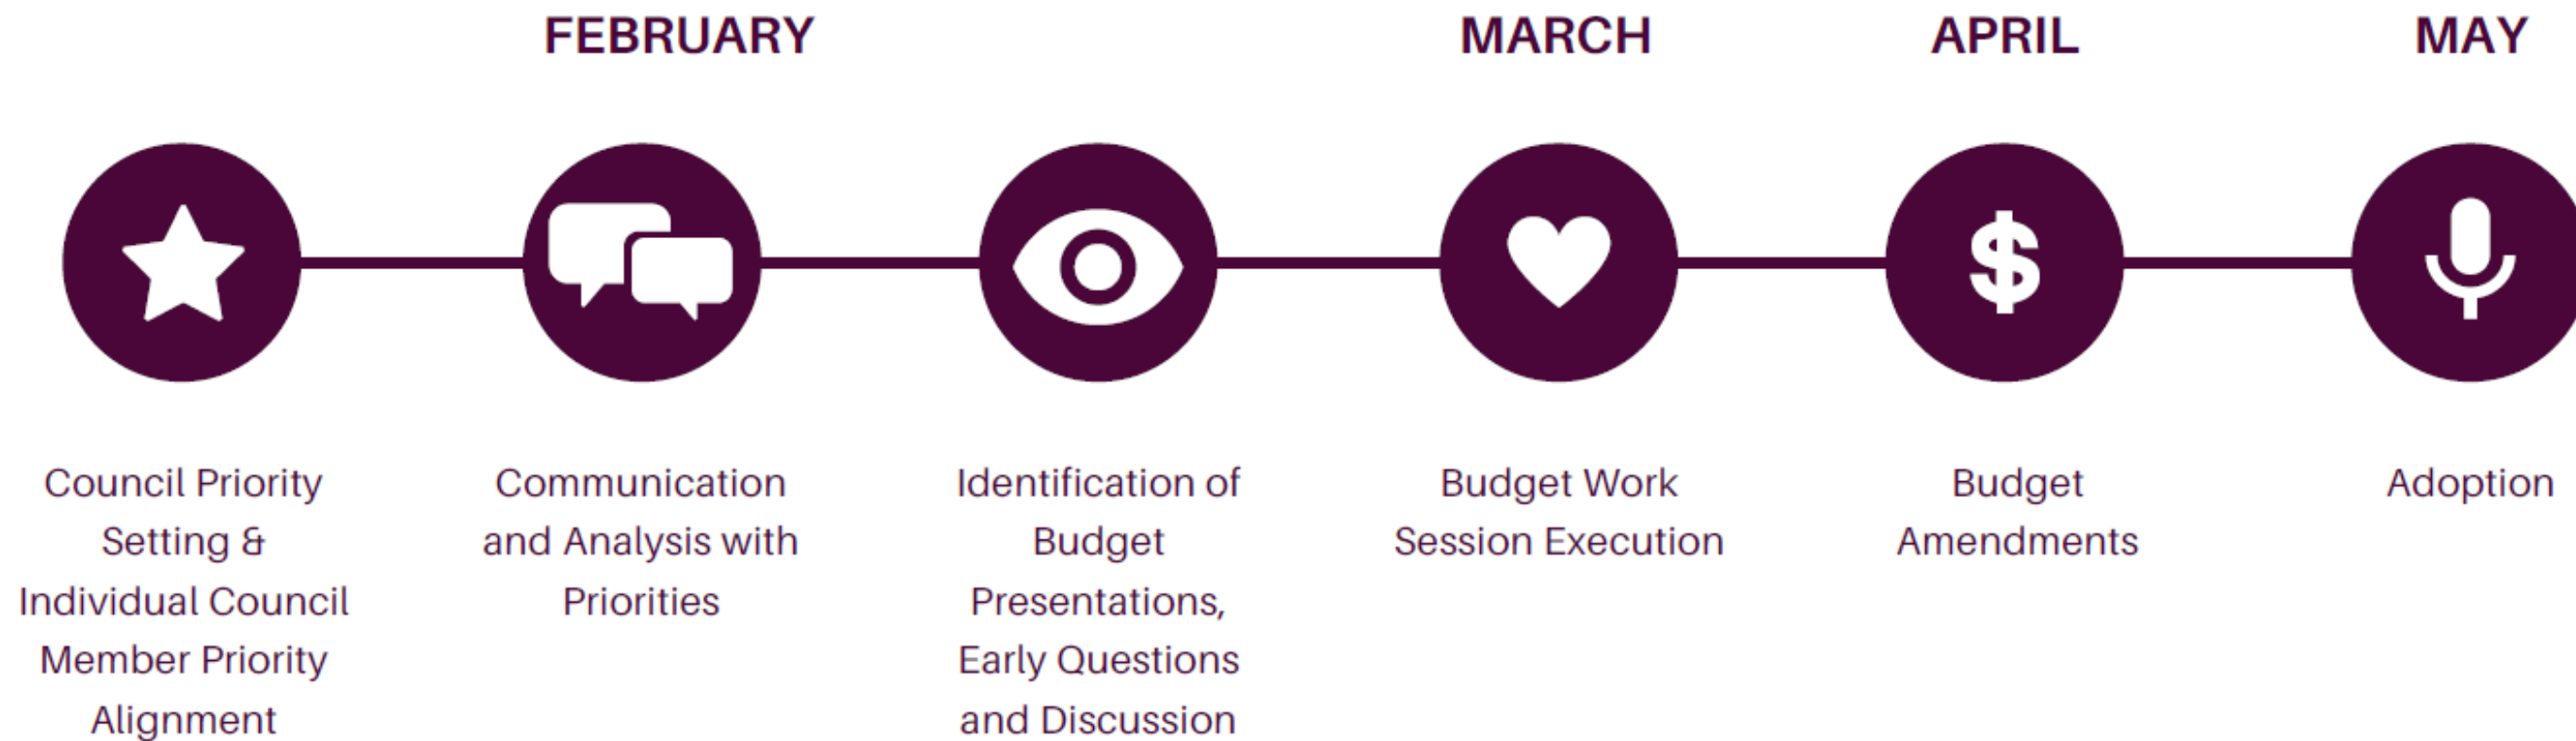 FEBRUARY
MARCH
APRIL
MAY
Council Priority
Setting &
Individual Council
Member Priority
Alignment
Communication
and Analysis with
Priorities
Identification of
Budget
Presentations,
Early Questions
and Discussion
Budget Work
Session Execution
Budget
Amendments
Adoption